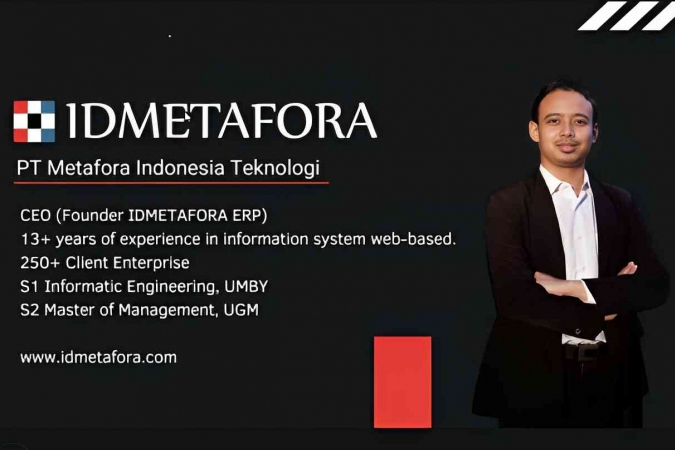 IDMETAFORA
PT Metafora Indonesia Teknologi
CEO (Founder IDMETAFORA ERP)
13+ years of experience in information system web-based.
250+ Client Enterprise
S1 Informatic Engineering, UMBY
S2 Master of Management, UGM
www.idmetafora.com